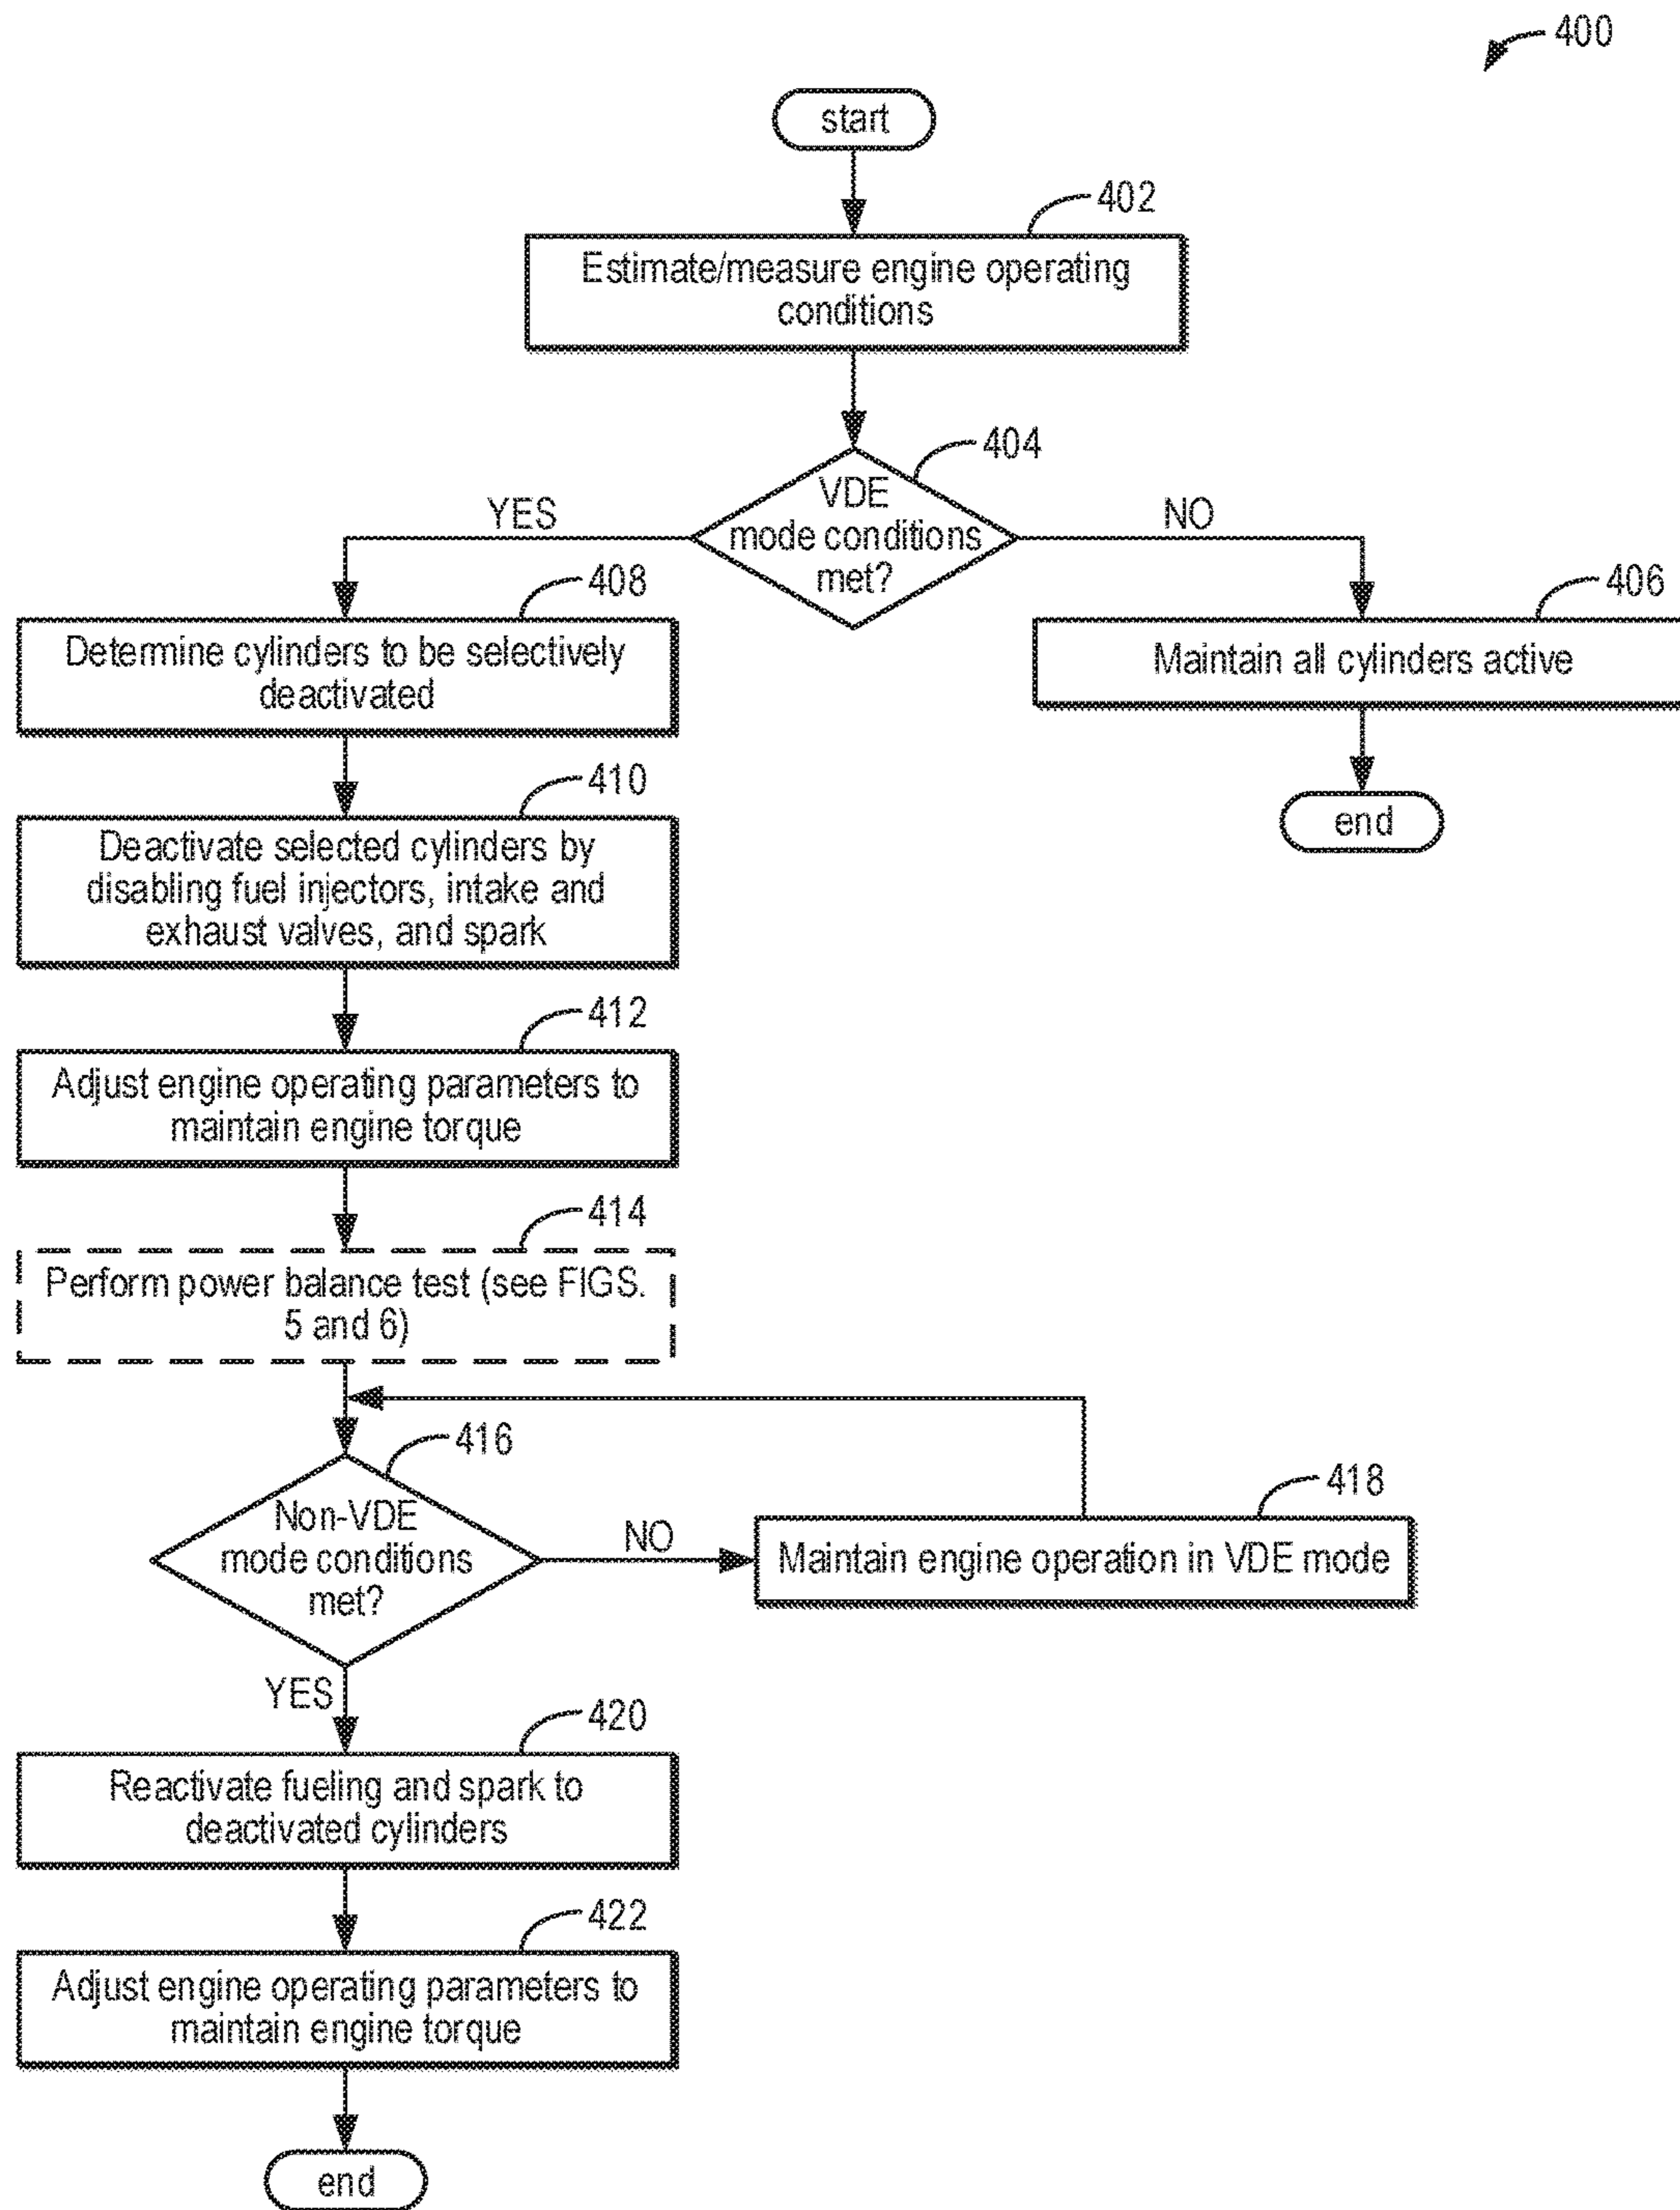 400
start
402
Estimate/measure engine operating
conditions
404
VDE
mode conditions
met?
YES
NO
408
Determine cylinders to be selectively
deactivated
406
Maintain all cylinders active
end
410
Deactivate selected cylinders by
disabling fuel injectors, intake and
exhaust valves, and spark
412
Adjust engine operating parameters to
maintain engine torque
414
Perform power balance test (see FIGS.
5 and 6)
416
Non-VDE
mode conditions
met?
NO
418
Maintain engine operation in VDE mode
YES
420
Reactivate fueling and spark to
deactivated cylinders
422
Adjust engine operating parameters to
maintain engine torque
end